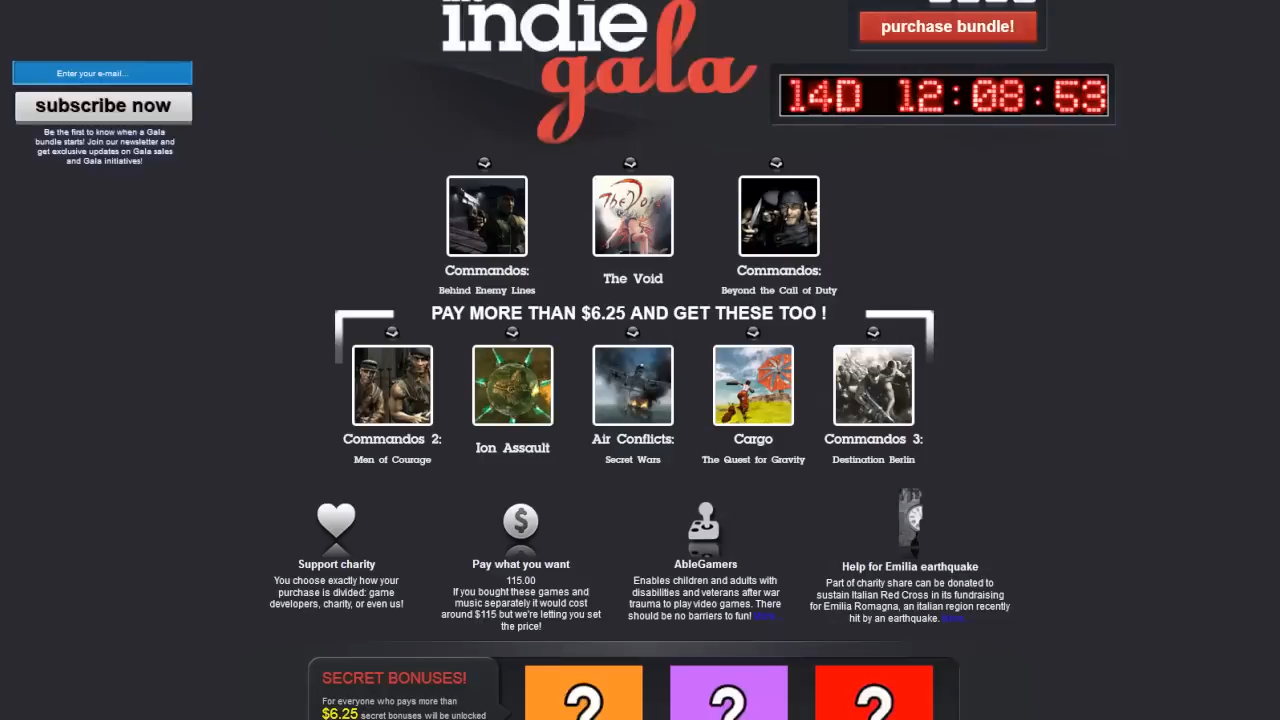 indie
gala
purchase bundle!
14D 12:08:53
Enter your e-mail...
subscribe now
Be the first to know when a Gala
bundle starts! Join our newsletter and
get exclusive updates on Gala sales
and Gala initiatives!
The Void
Commandos:
Behind Enemy Lines
The Void
Commandos:
Beyond the Call of Duty
PAY MORE THAN $6.25 AND GET THESE TOO !
Commandos 2:
Men of Courage
Ion Assault
Air Conflicts:
Secret Wars
Cargo
The Quest for Gravity
Commandos 3:
Destination Berlin
$
Support charity
You choose exactly how your
purchase is divided: game
developers, charity, or even us!
Pay what you want
115.00
If you bought these games and
music separately it would cost
around $115 but we're letting you set
the price!
AbleGamers
Enables children and adults with
disabilities and veterans after war
trauma to play video games. There
should be no barriers to fun!
Help for Emilia earthquake
Part of charity share can be donated to
sustain Italian Red Cross in its fundraising
for Emilia Romagna, an italian region recently
hit by an earthquake.
SECRET BONUSES!
For everyone who pays more than
$6.25 secret bonuses will be unlocked
? ? ?